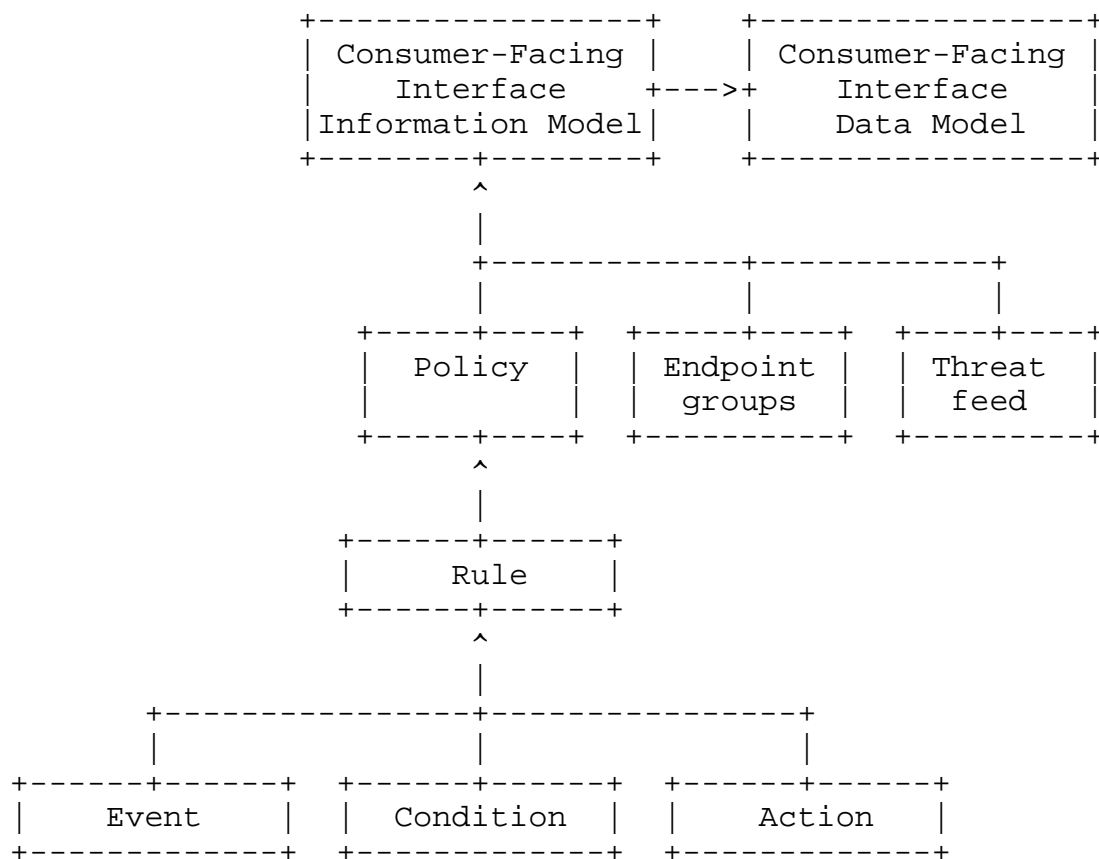 Consumer-Facing
Interface
Information Model
Consumer-Facing
Interface
Data Model
Policy
Endpoint
groups
Threat
feed
Rule
Event
Condition
Action